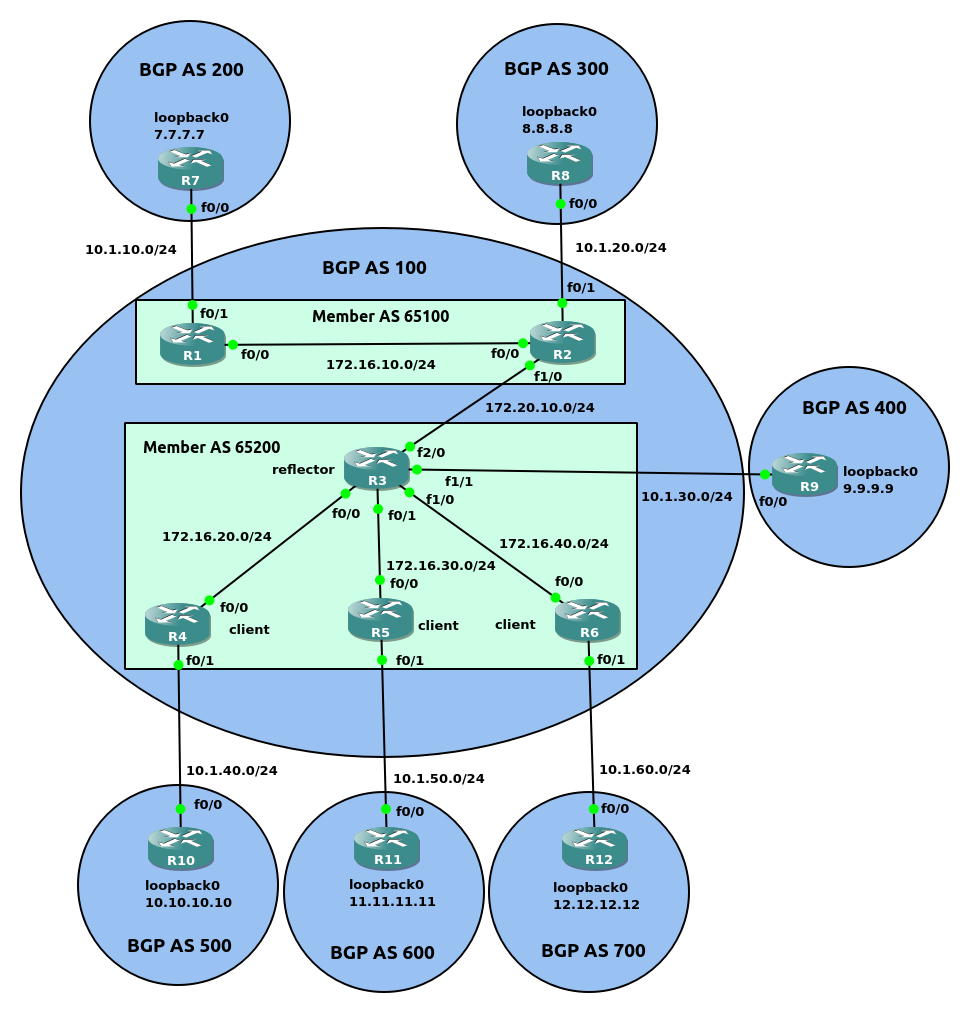 BGP AS 200
loopback0
7.7.7.7
R7
f0/0
10.1.10.0/24
BGP AS 300
loopback0
8.8.8.8
R8
f0/0
10.1.20.0/24
BGP AS 100
Member AS 65100
f0/1
R1
f0/0
172.16.10.0/24
f0/1
R2
f0/0
f1/0
172.20.10.0/24
Member AS 65200
reflector
R3
f2/0
f1/1
f1/0
f0/0
f0/1
BGP AS 400
R9
loopback0
9.9.9.9
f0/0
10.1.30.0/24
172.16.20.0/24
172.16.30.0/24
172.16.40.0/24
f0/0
R4
client
f0/1
f0/0
R5
client
f0/1
f0/0
client
R6
f0/1
10.1.40.0/24
10.1.50.0/24
10.1.60.0/24
f0/0
R10
loopback0
10.10.10.10
BGP AS 500
f0/0
R11
loopback0
11.11.11.11
BGP AS 600
f0/0
R12
loopback0
12.12.12.12
BGP AS 700